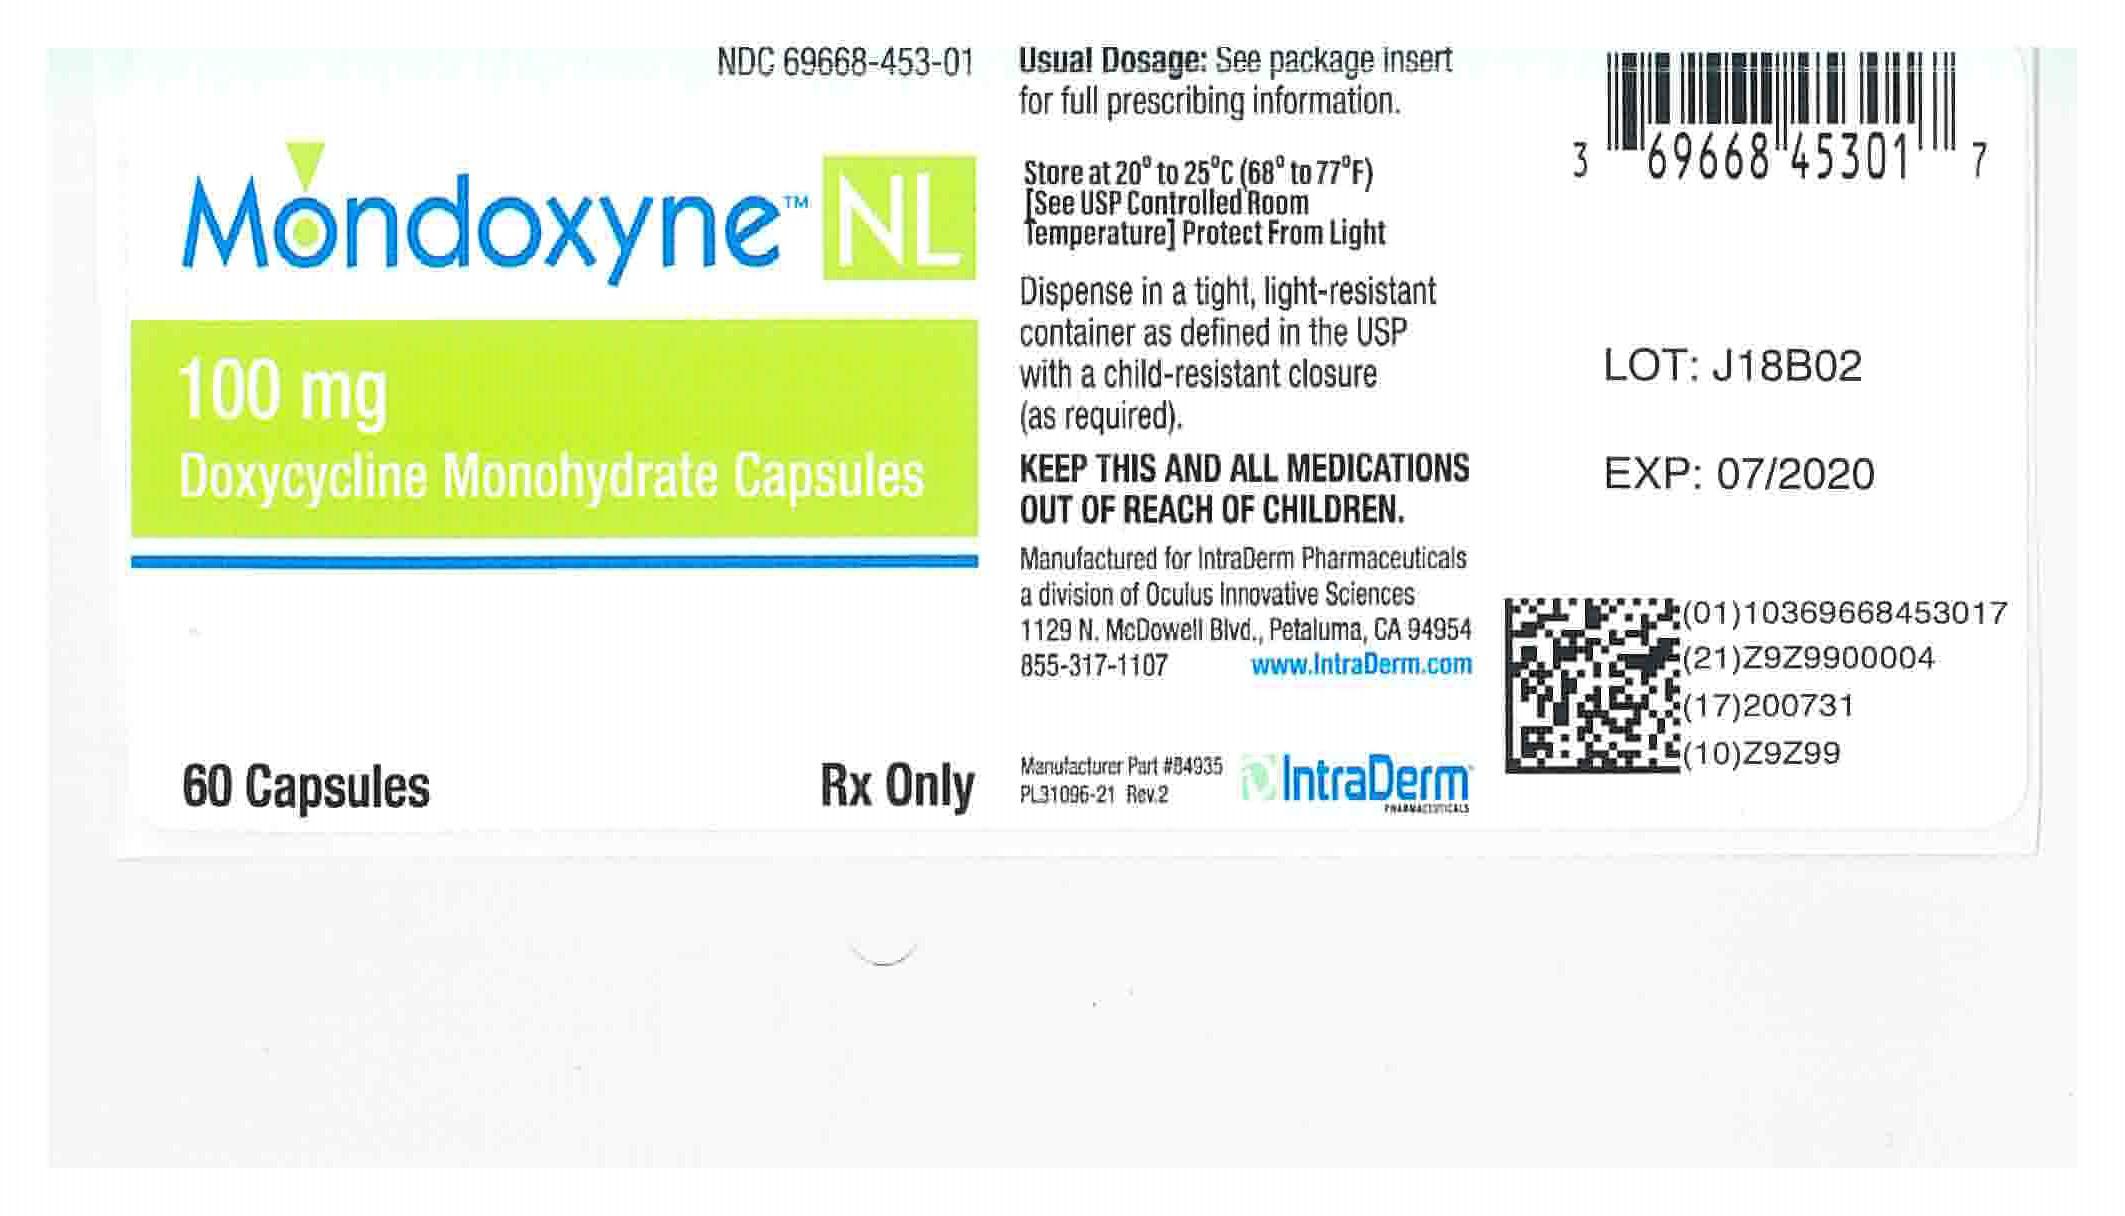 NDC 69668-453-01
Mondoxyne™ NL
100 mg
Doxycycline Monohydrate Capsules
60 Capsules
Rx Only
Usual Dosage: See package insert
for full prescribing information.
Store at 20° to 25°C (68° to 77°F)
[See USP Controlled Room
Temperature] Protect From Light
Dispense in a tight, light-resistant
container as defined in the USP
with a child-resistant closure
(as required).
KEEP THIS AND ALL MEDICATIONS
OUT OF REACH OF CHILDREN.
Manufactured for IntraDerm Pharmaceuticals
a division of Oculus Innovative Sciences
1129 N. McDowell Blvd., Petaluma, CA 94954
855-317-1107 www.IntraDerm.com
Manufacturer Part #84935
PL31096-21 Rev.2
IntraDerm
PHARMACEUTICALS
3 69668 45301 7
LOT: J18B02
EXP: 07/2020
(01)10369668453017
(21)Z9Z9900004
(17)200731
(10)Z9Z99